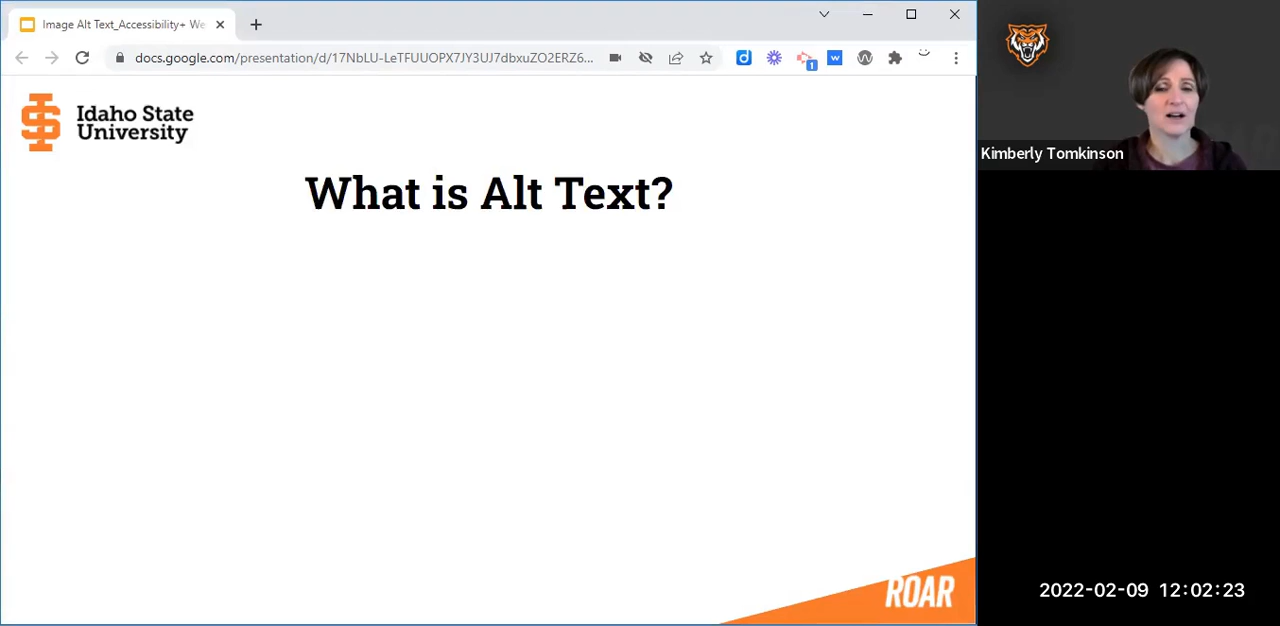 Image Alt Text_Accessibility+ We
docs.google.com/presentation/d/17NbLU-LeTFUUOPX7JY3UJ7dbxuZO2ERZ6...
1
Idaho State
University
What is Alt Text?
ROAR
Kimberly Tomkinson
2022-02-09 12:02:23